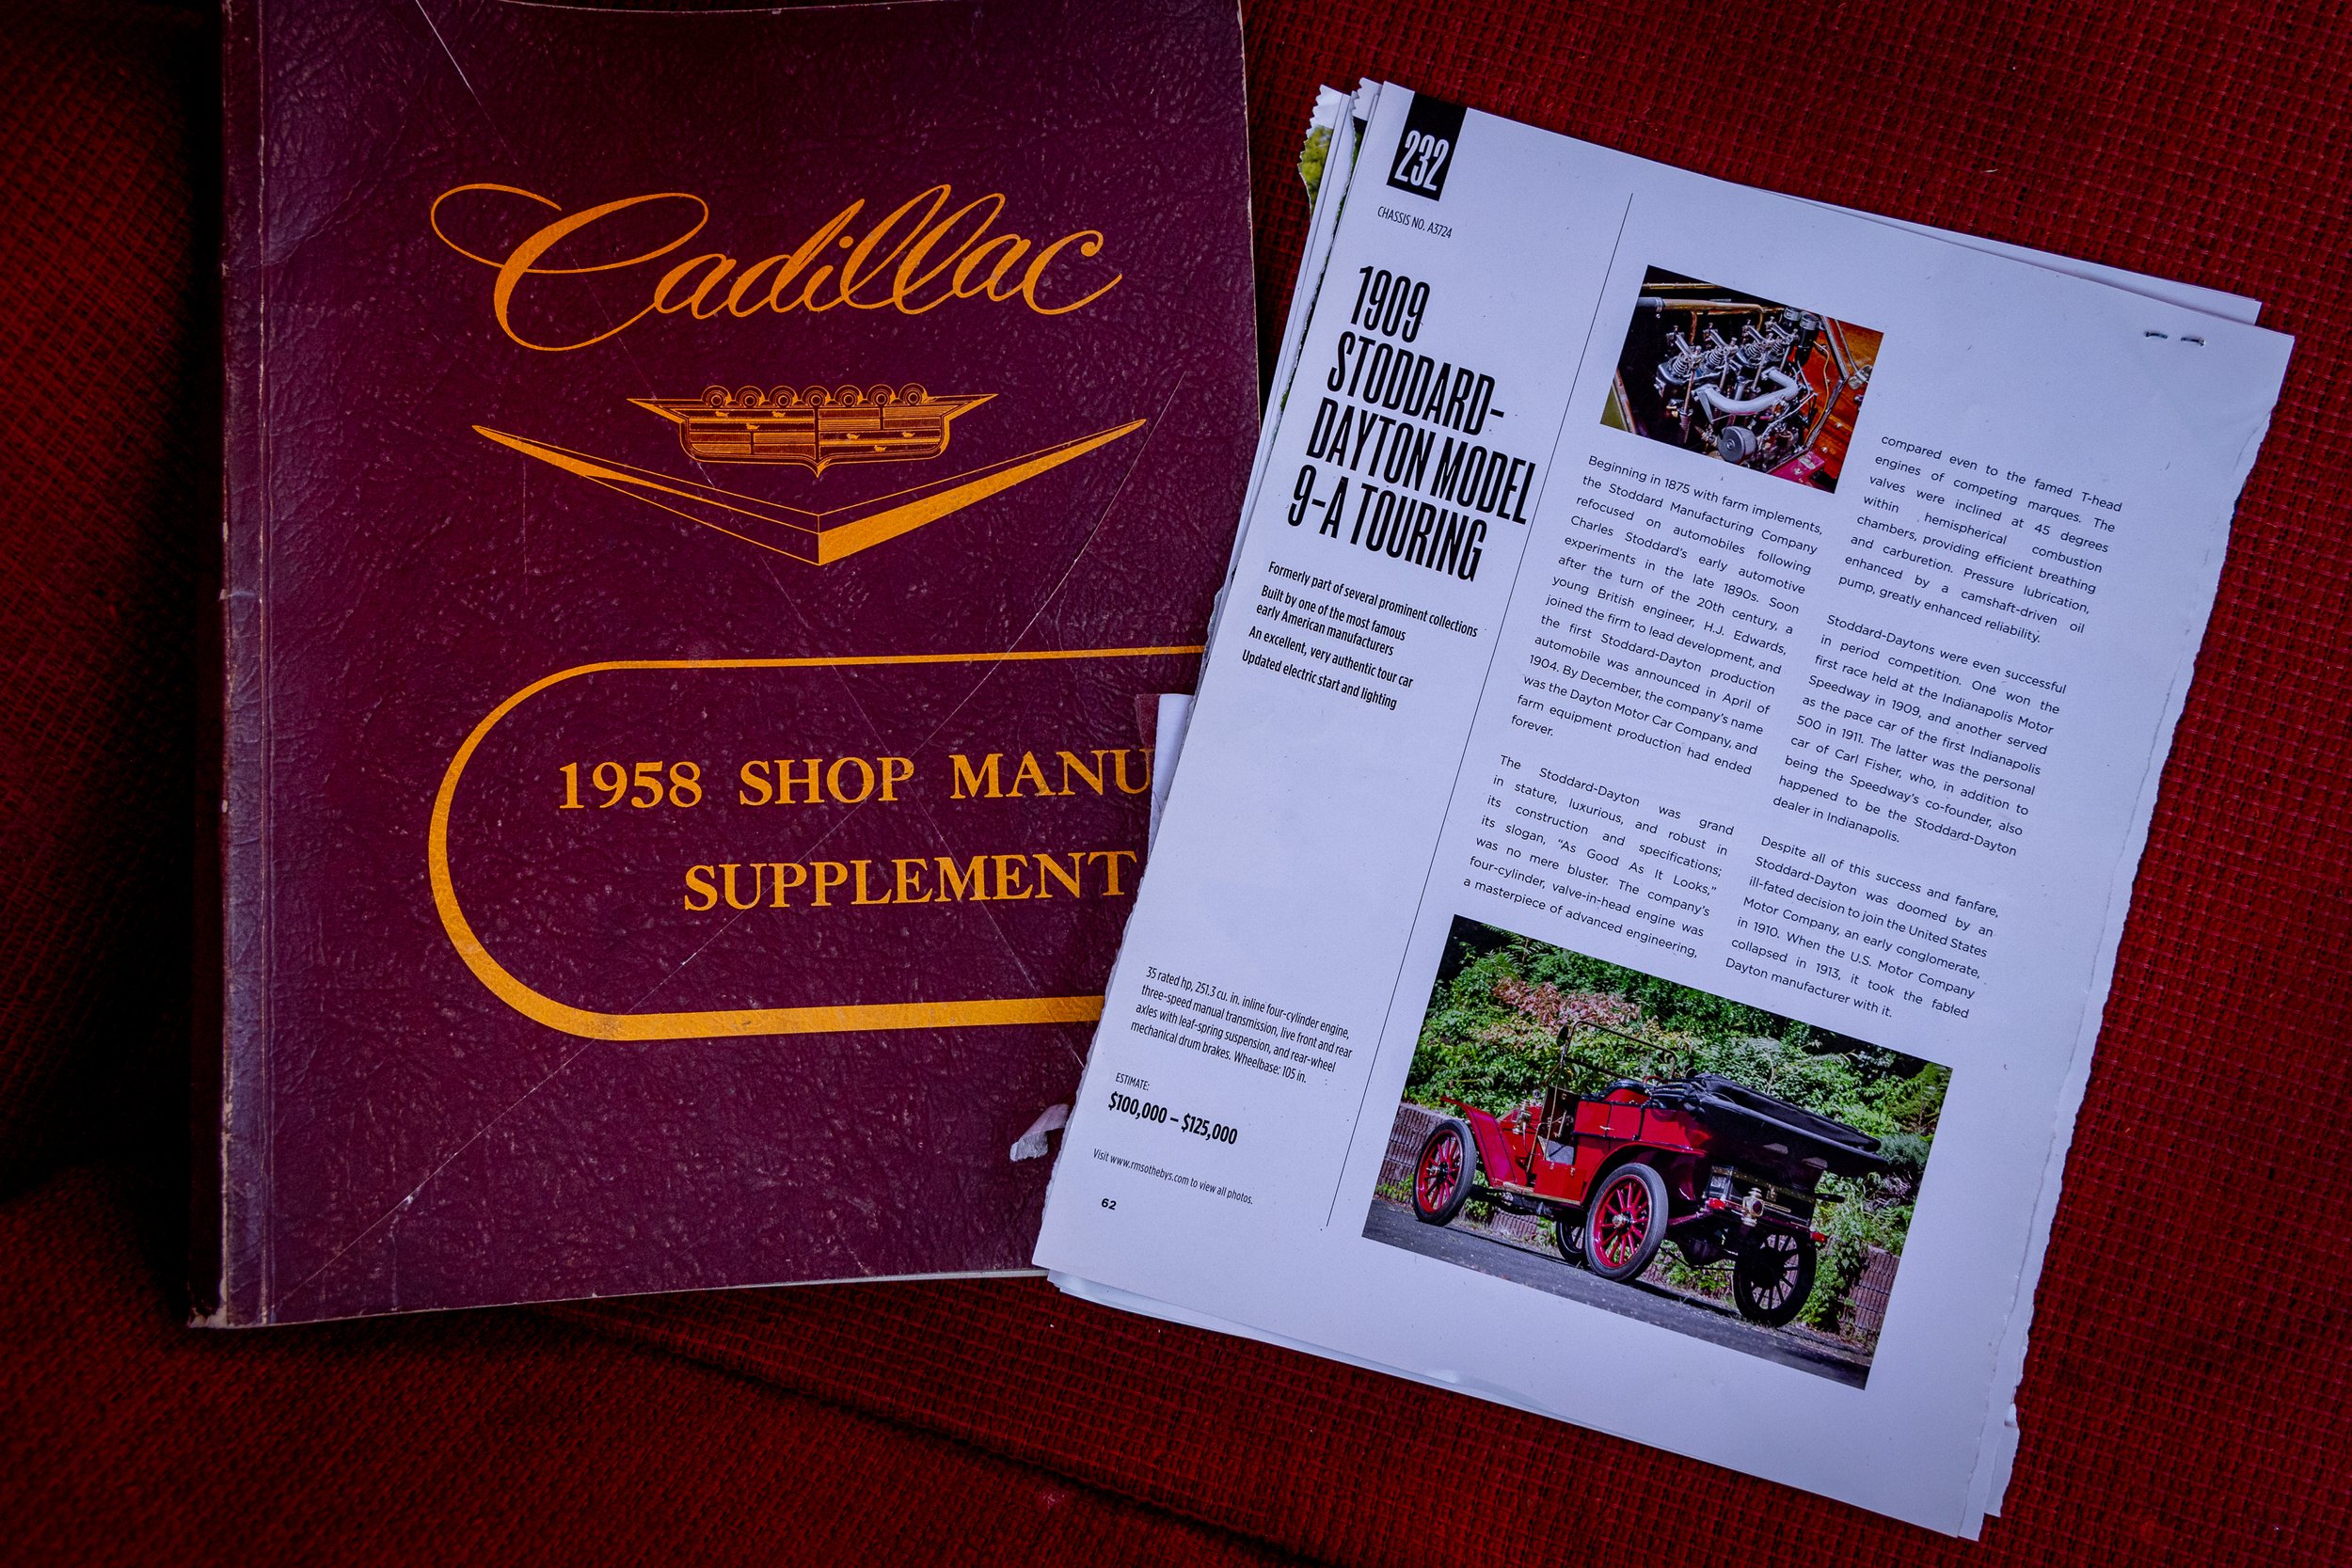 Cadillac
1958 SHOP MANU
SUPPLEMENT
232
CHASSIS NO. A3724
1909
STODDARD-
DAYTON MODEL
9-A TOURING
Formerly part of several prominent collections
Built by one of the most famous
early American manufacturers
An excellent, very authentic tour car
Updated electric start and lighting
35 rated hp, 251.3 cu. in. inline four-cylinder engine,
three-speed manual transmission, live front and rear
axles with leaf-spring suspension, and rear-wheel
mechanical drum brakes. Wheelbase: 105 in.
ESTIMATE:
$100,000 – $125,000
Visit www.rmsothebys.com to view all photos.
62
Beginning in 1875 with farm implements,
the Stoddard Manufacturing Company
refocused on automobiles following
Charles Stoddard's early automotive
experiments in the late 1890s. Soon
after the turn of the 20th century, a
young British engineer, H.J. Edwards,
joined the firm to lead development, and
the first Stoddard-Dayton production
automobile was announced in April of
1904. By December, the company's name
was the Dayton Motor Car Company, and
farm equipment production had ended
forever.
The Stoddard-Dayton was grand
in stature, luxurious, and robust in
its construction and specifications;
its slogan, “As Good As It Looks,”
was no mere bluster. The company's
four-cylinder, valve-in-head engine was
a masterpiece of advanced engineering,
compared even to the famed T-head
engines of competing marques. The
valves were inclined at 45 degrees
within hemispherical combustion
chambers, providing efficient breathing
and carburetion. Pressure lubrication,
enhanced by a camshaft-driven oil
pump, greatly enhanced reliability.
Stoddard-Daytons were even successful
in period competition. One won the
first race held at the Indianapolis Motor
Speedway in 1909, and another served
as the pace car of the first Indianapolis
500 in 1911. The latter was the personal
car of Carl Fisher, who, in addition to
being the Speedway's co-founder, also
happened to be the Stoddard-Dayton
dealer in Indianapolis.
Despite all of this success and fanfare,
Stoddard-Dayton was doomed by an
ill-fated decision to join the United States
Motor Company, an early conglomerate,
in 1910. When the U.S. Motor Company
collapsed in 1913, it took the fabled
Dayton manufacturer with it.